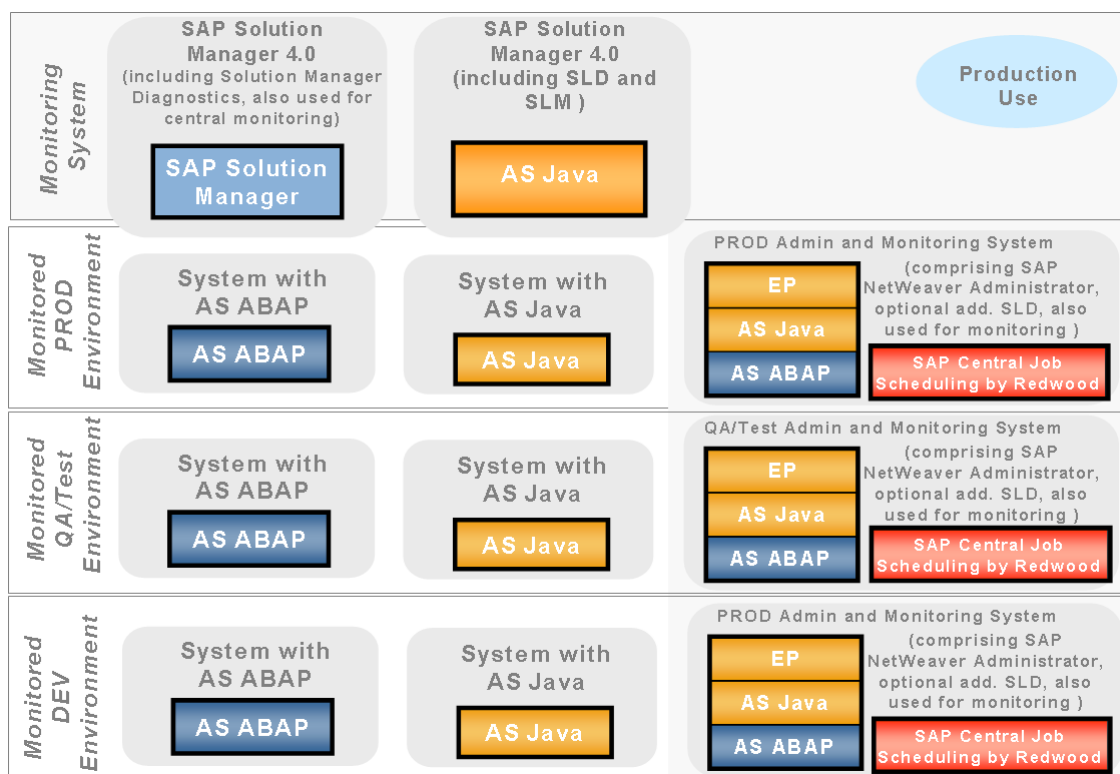 Monitoring
System
SAP Solution
Manager 4.0
(including Solution Manager
Diagnostics, also used for
central monitoring)
SAP Solution
Manager
SAP Solution
Manager 4.0
(including SLD and
SLM )
AS Java
Production
Use
Monitored
PROD
Environment
System with
AS ABAP
AS ABAP
System with
AS Java
AS Java
PROD Admin and Monitoring System
(comprising SAP
NetWeaver Administrator,
optional add. SLD, also
used for monitoring )
EP
AS Java
AS ABAP
SAP Central Job
Scheduling by Redwood
Monitored
QA/Test
Environment
System with
AS ABAP
AS ABAP
System with
AS Java
AS Java
QA/Test Admin and Monitoring System
(comprising SAP
NetWeaver Administrator,
optional add. SLD, also
used for monitoring )
EP
AS Java
AS ABAP
SAP Central Job
Scheduling by Redwood
Monitored
DEV
Environment
System with
AS ABAP
AS ABAP
System with
AS Java
AS Java
PROD Admin and Monitoring System
(comprising SAP
NetWeaver Administrator,
optional add. SLD, also
used for monitoring )
EP
AS Java
AS ABAP
SAP Central Job
Scheduling by Redwood